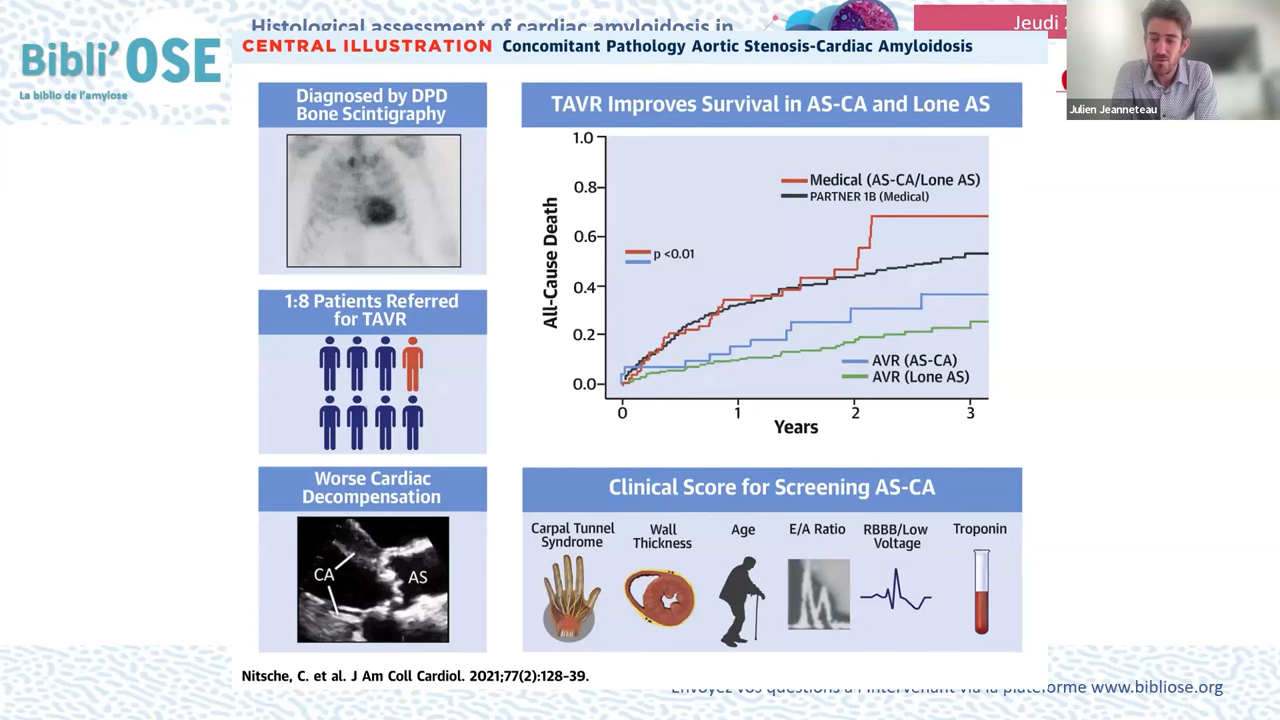 Histological assessment of cardiac amyloidosis in
Jeudi
Bibli'OSE
La biblio de l'amylose
Julien Jeanneteau
CENTRAL ILLUSTRATION Concomitant Pathology Aortic Stenosis-Cardiac Amyloidosis
Diagnosed by DPD
Bone Scintigraphy
1:8 Patients Referred
for TAVR
Worse Cardiac
Decompensation
CA
AS
TAVR Improves Survival in AS-CA and Lone AS
All-Cause Death
1.0
0.8
0.6
0.4
0.2
0.0
Medical (AS-CA/Lone AS)
PARTNER 1B (Medical)
p <0.01
AVR (AS-CA)
AVR (Lone AS)
0 1 2 3
Years
Clinical Score for Screening AS-CA
Carpal Tunnel
Syndrome
Wall
Thickness
Age
E/A Ratio
RBBB/Low
Voltage
Troponin
Nitsche, C. et al. J Am Coll Cardiol. 2021;77(2):128-39.
Envoyez vos questions à l'intervenant via la plateforme www.bibliose.org